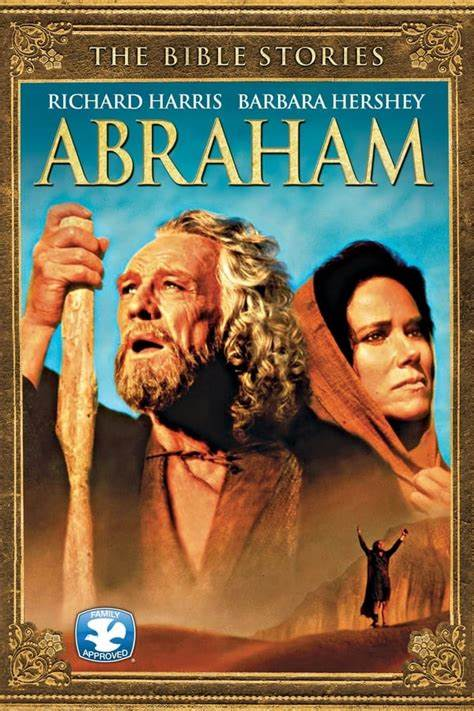 THE BIBLE STORIES
RICHARD HARRIS BARBARA HERSHEY
ABRAHAM
FAMILY
APPROVED